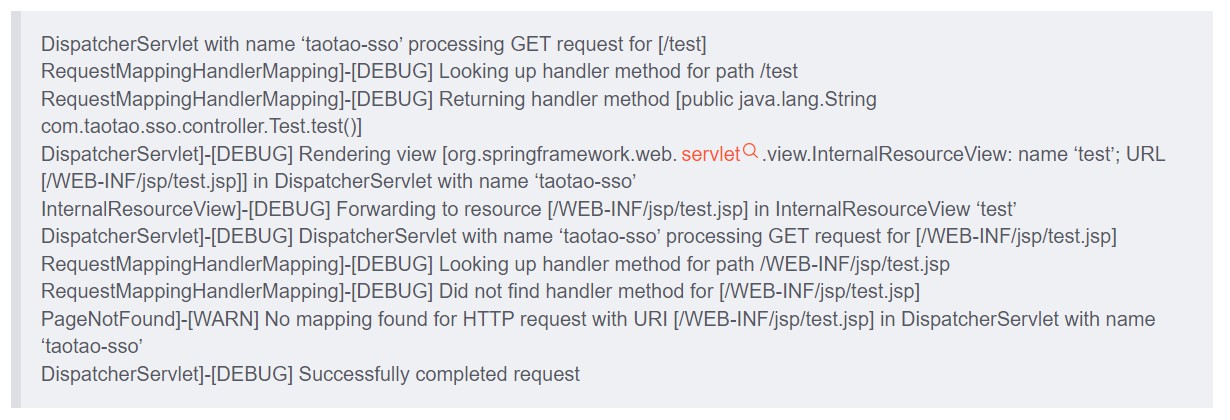 DispatcherServlet with name ‘taotao-sso’ processing GET request for [/test]
RequestMappingHandlerMapping]-[DEBUG] Looking up handler method for path /test
RequestMappingHandlerMapping]-[DEBUG] Returning handler method [public java.lang.String
com.taotao.sso.controller.Test.test()]
DispatcherServlet]-[DEBUG] Rendering view [org.springframework.web. servlet .view.InternalResourceView: name ‘test’; URL
[/WEB-INF/jsp/test.jsp]] in DispatcherServlet with name ‘taotao-sso’
InternalResourceView]-[DEBUG] Forwarding to resource [/WEB-INF/jsp/test.jsp] in InternalResourceView ‘test’
DispatcherServlet]-[DEBUG] DispatcherServlet with name ‘taotao-sso’ processing GET request for [/WEB-INF/jsp/test.jsp]
RequestMappingHandlerMapping]-[DEBUG] Looking up handler method for path /WEB-INF/jsp/test.jsp
RequestMappingHandlerMapping]-[DEBUG] Did not find handler method for [/WEB-INF/jsp/test.jsp]
PageNotFound]-[WARN] No mapping found for HTTP request with URI [/WEB-INF/jsp/test.jsp] in DispatcherServlet with name
‘taotao-sso’
DispatcherServlet]-[DEBUG] Successfully completed request